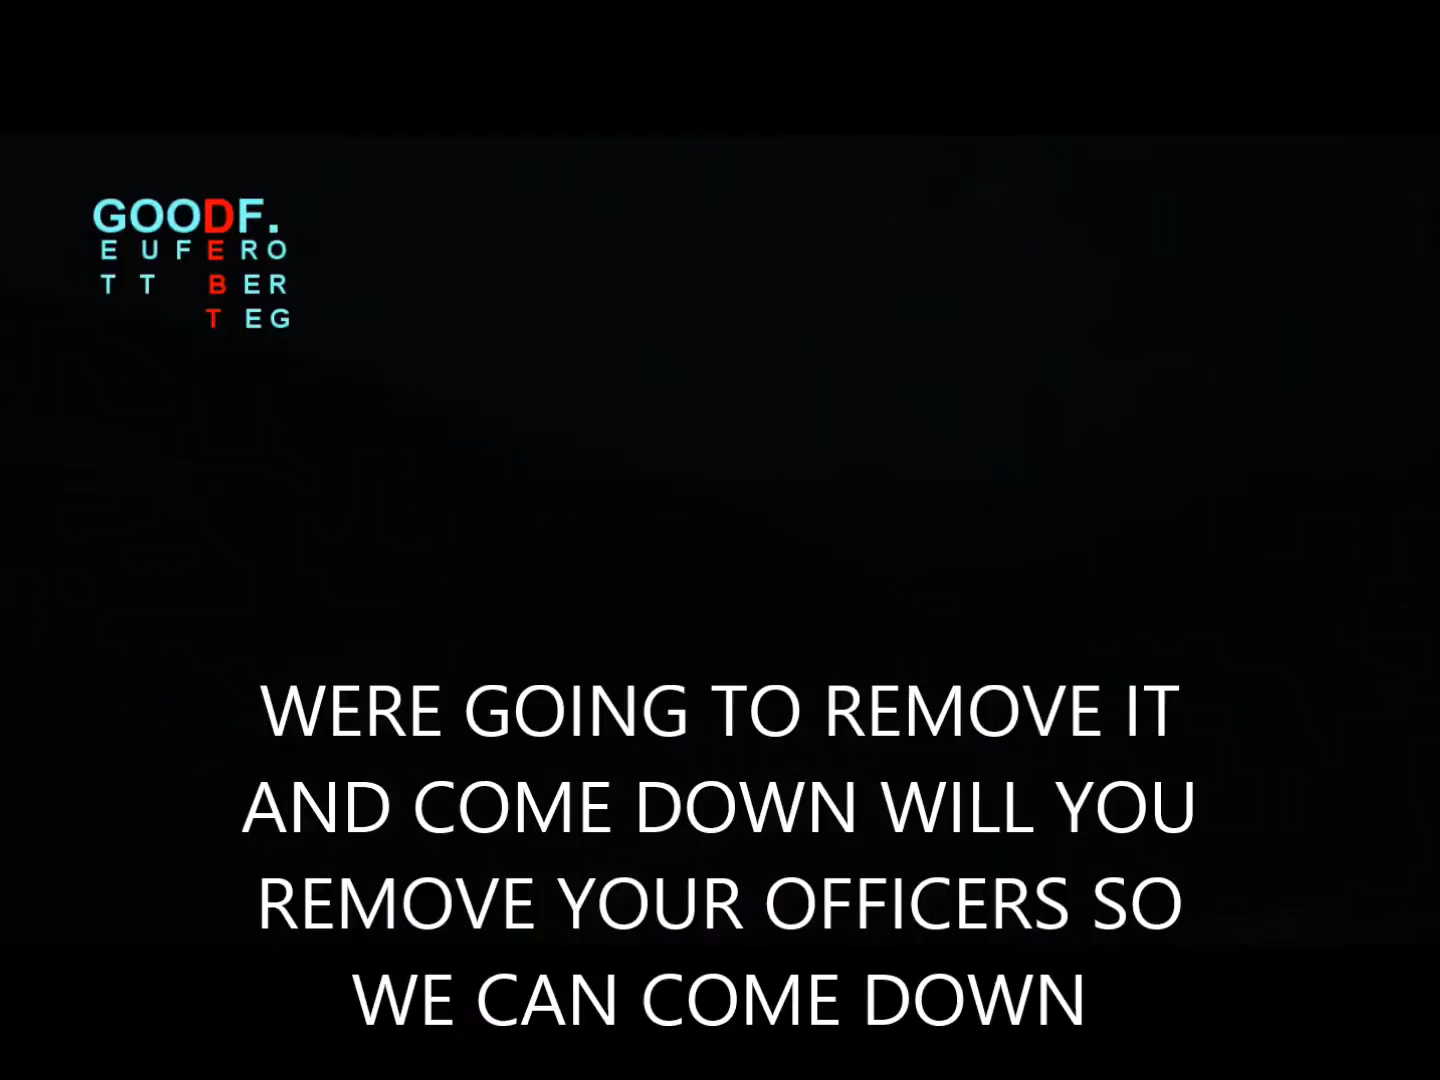 GOODF.
E U F E R O
T T B E R
T E G
WERE GOING TO REMOVE IT
AND COME DOWN WILL YOU
REMOVE YOUR OFFICERS SO
WE CAN COME DOWN